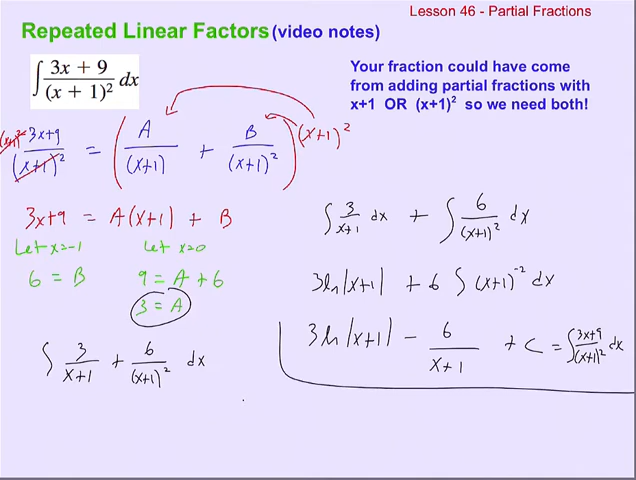 Lesson 46 - Partial Fractions
Repeated Linear Factors (video notes)
∫ (3x + 9)/(x + 1)² dx
Your fraction could have come
from adding partial fractions with
x+1 OR (x+1)² so we need both!
(x+1)² (3x+9)/(x+1)² = ( A/(x+1) + B/(x+1)² ) (x+1)²
3x+9 = A(x+1) + B
Let x=-1 Let x=0
6 = B 9 = A + 6
3 = A
∫ 3/(x+1) + 6/(x+1)² dx
∫ 3/(x+1) dx + ∫ 6/(x+1)² dx
3ln|x+1| + 6 ∫ (x+1)⁻² dx
3ln|x+1| - 6/(x+1) + C = ∫ (3x+9)/(x+1)² dx